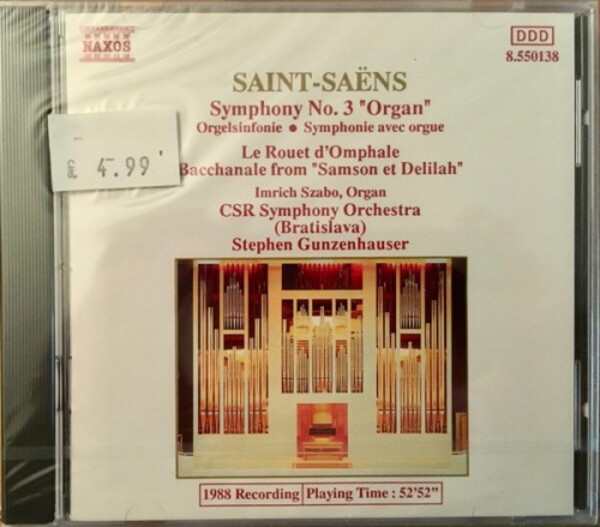 NAXOS
DDD
8.550138
SAINT-SAËNS
Symphony No. 3 "Organ"
Orgelsinfonie • Symphonie avec orgue
Le Rouet d'Omphale
Bacchanale from "Samson et Delilah"
Imrich Szabo, Organ
CSR Symphony Orchestra
(Bratislava)
Stephen Gunzenhauser
£ 4.99
1988 Recording
Playing Time : 52'52"